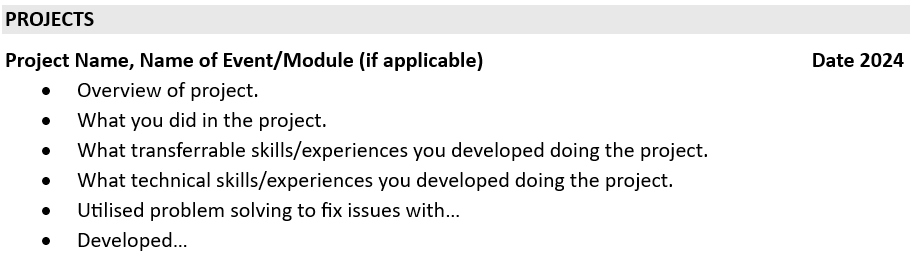 PROJECTS
Project Name, Name of Event/Module (if applicable) Date 2024
• Overview of project.
• What you did in the project.
• What transferrable skills/experiences you developed doing the project.
• What technical skills/experiences you developed doing the project.
• Utilised problem solving to fix issues with...
• Developed...